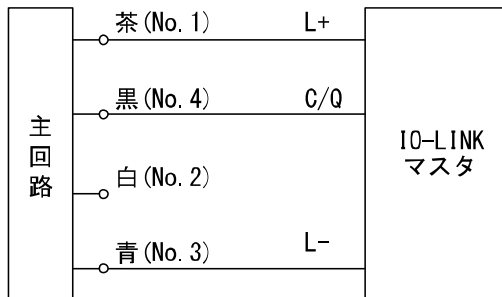 茶(No. 1) L+
黒(No. 4) C/Q
主回路
白(No. 2)
IO-LINK
マスタ
青(No. 3) L-